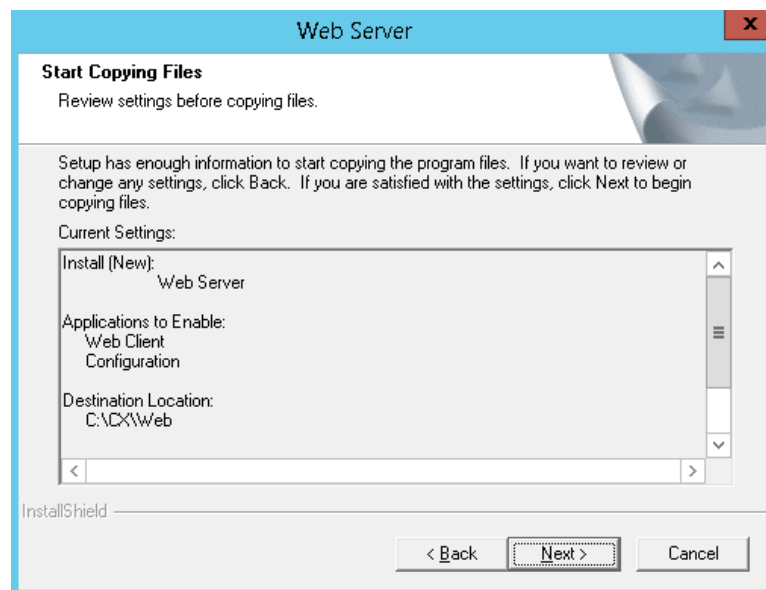 Web Server
x
Start Copying Files
Review settings before copying files.
Setup has enough information to start copying the program files.  If you want to review or
change any settings, click Back.  If you are satisfied with the settings, click Next to begin
copying files.
Current Settings:
Install (New):
Web Server
Applications to Enable:
Web Client
Configuration
Destination Location:
C:\CX\Web
InstallShield
< Back
Next >
Cancel